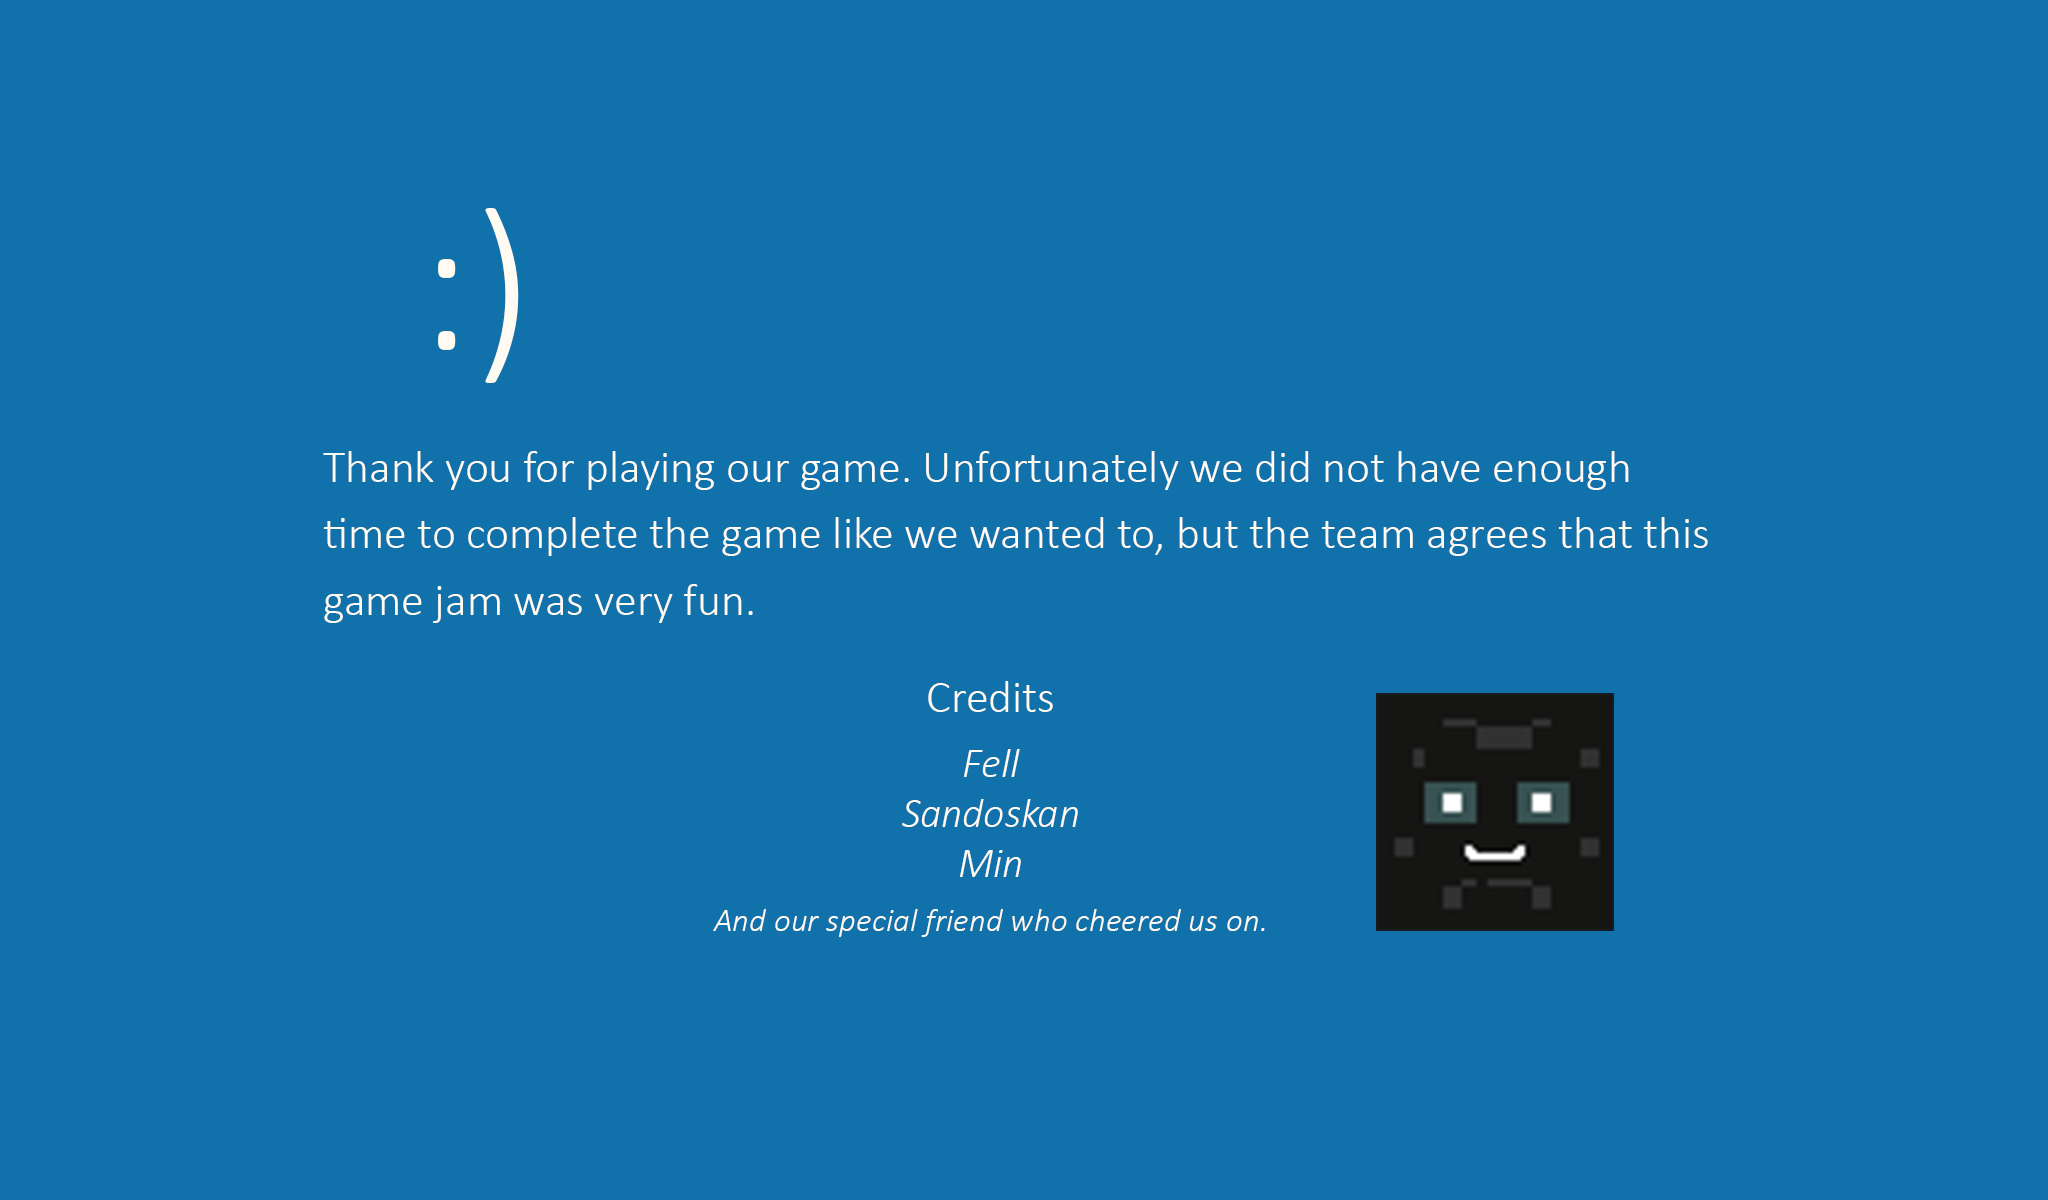 :)
Thank you for playing our game. Unfortunately we did not have enough
time to complete the game like we wanted to, but the team agrees that this
game jam was very fun.
Credits
Fell
Sandoskan
Min
And our special friend who cheered us on.